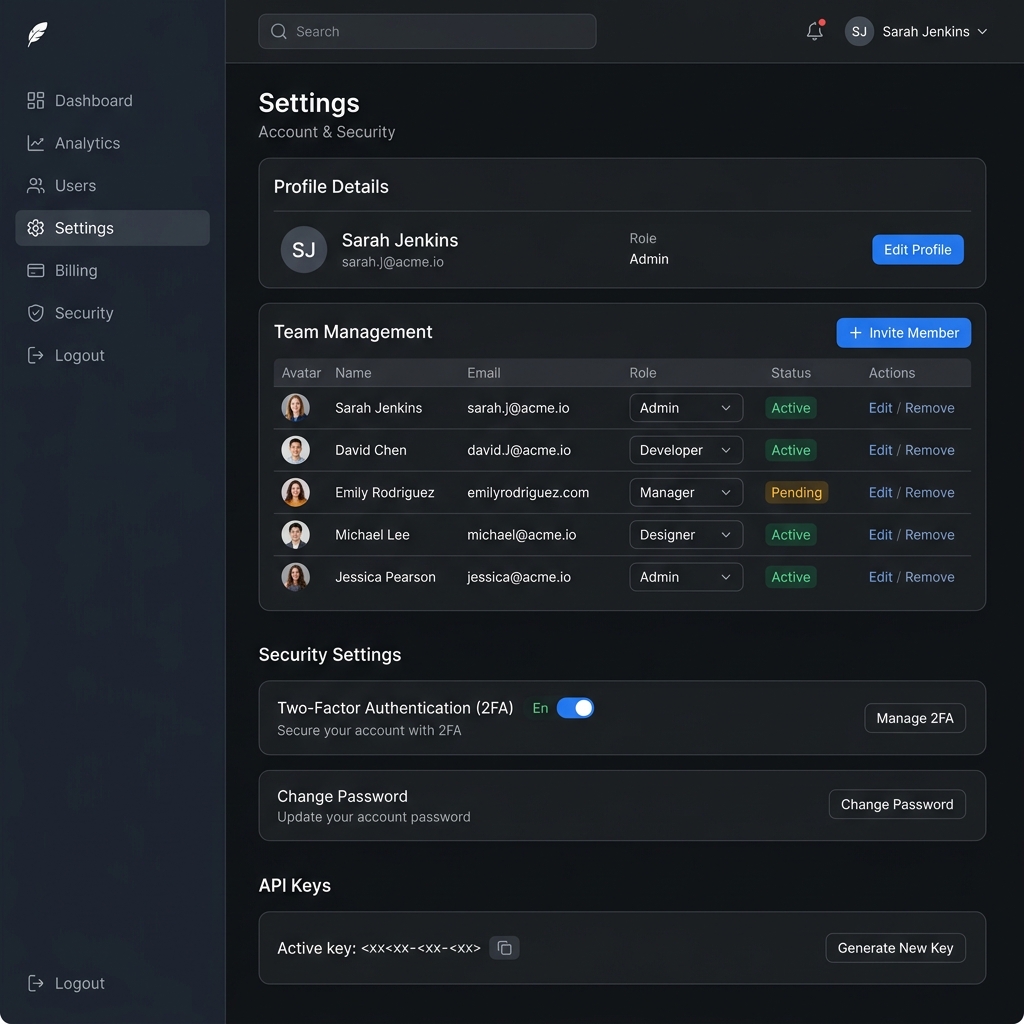 Search
SJ Sarah Jenkins
Dashboard
Analytics
Users
Settings
Billing
Security
Logout
Logout
Settings
Account & Security
Profile Details
SJ
Sarah Jenkins
sarah.j@acme.io
Role
Admin
Edit Profile
Team Management
Invite Member
Avatar Name Email Role Status Actions
Sarah Jenkins sarah.j@acme.io Admin Active Edit / Remove
David Chen david.J@acme.io Developer Active Edit / Remove
Emily Rodriguez emilyrodriguez.com Manager Pending Edit / Remove
Michael Lee michael@acme.io Designer Active Edit / Remove
Jessica Pearson jessica@acme.io Admin Active Edit / Remove
Security Settings
Two-Factor Authentication (2FA) En
Secure your account with 2FA
Manage 2FA
Change Password
Update your account password
Change Password
API Keys
Active key: <xx<xx-<xx-<xx>
Generate New Key